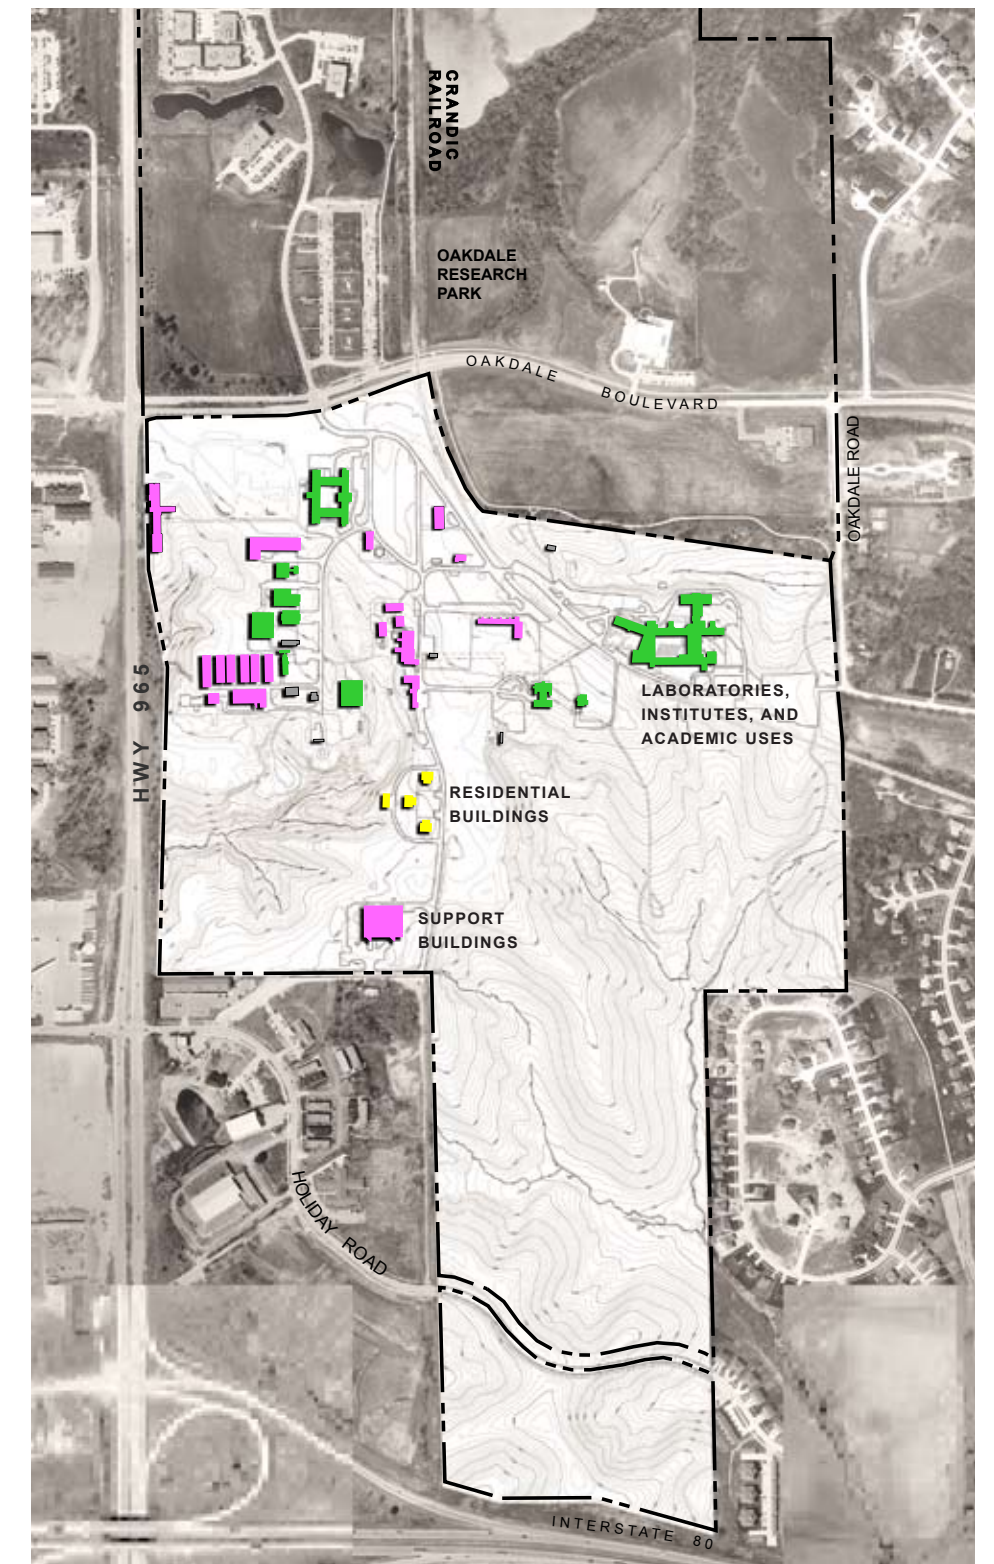 CRANDIC
RAILROAD
OAKDALE
RESEARCH
PARK
OAKDALE BOULEVARD
OAKDALE ROAD
HWY 965
LABORATORIES,
INSTITUTES, AND
ACADEMIC USES
RESIDENTIAL
BUILDINGS
SUPPORT
BUILDINGS
HOLIDAY ROAD
INTERSTATE 80